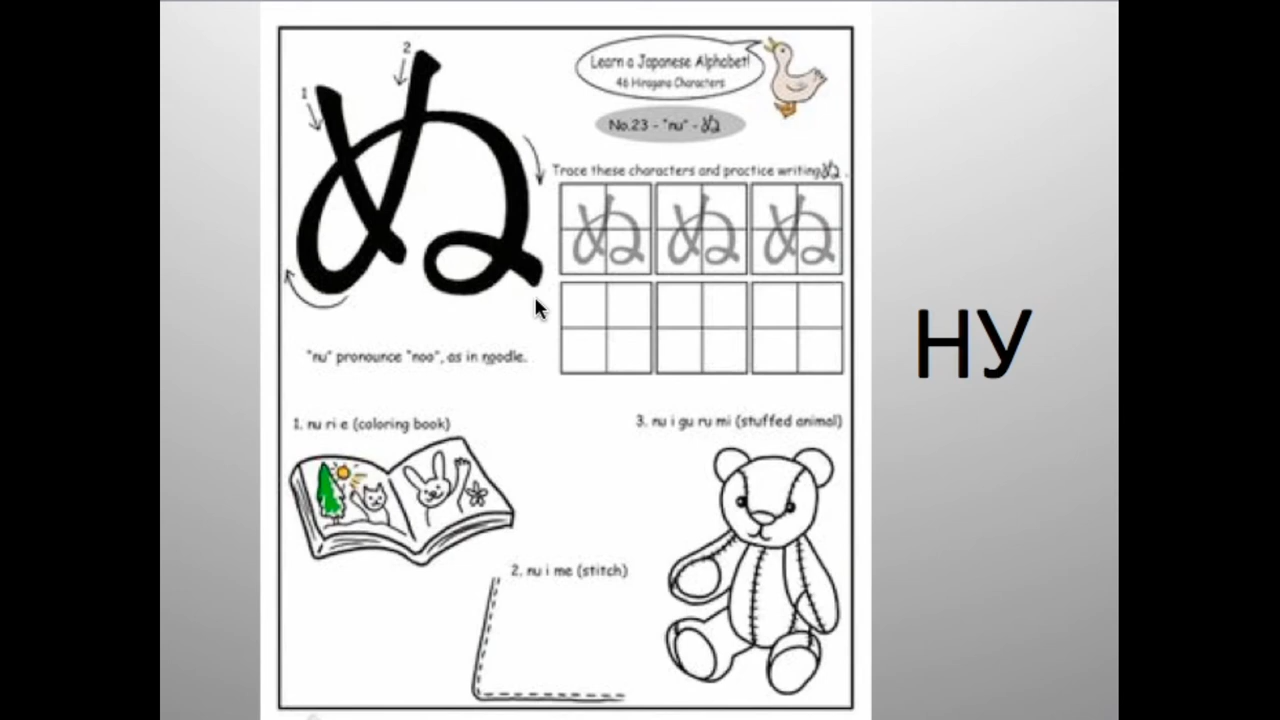 ぬ
1
2
Learn a Japanese Alphabet!
46 Hiragana Characters
No.23 - "nu" - ぬ
Trace these characters and practice writing ぬ .
ぬ ぬ ぬ
"nu" pronounce "noo", as in noodle.
НУ
1. nu ri e (coloring book)
3. nu i gu ru mi (stuffed animal)
2. nu i me (stitch)